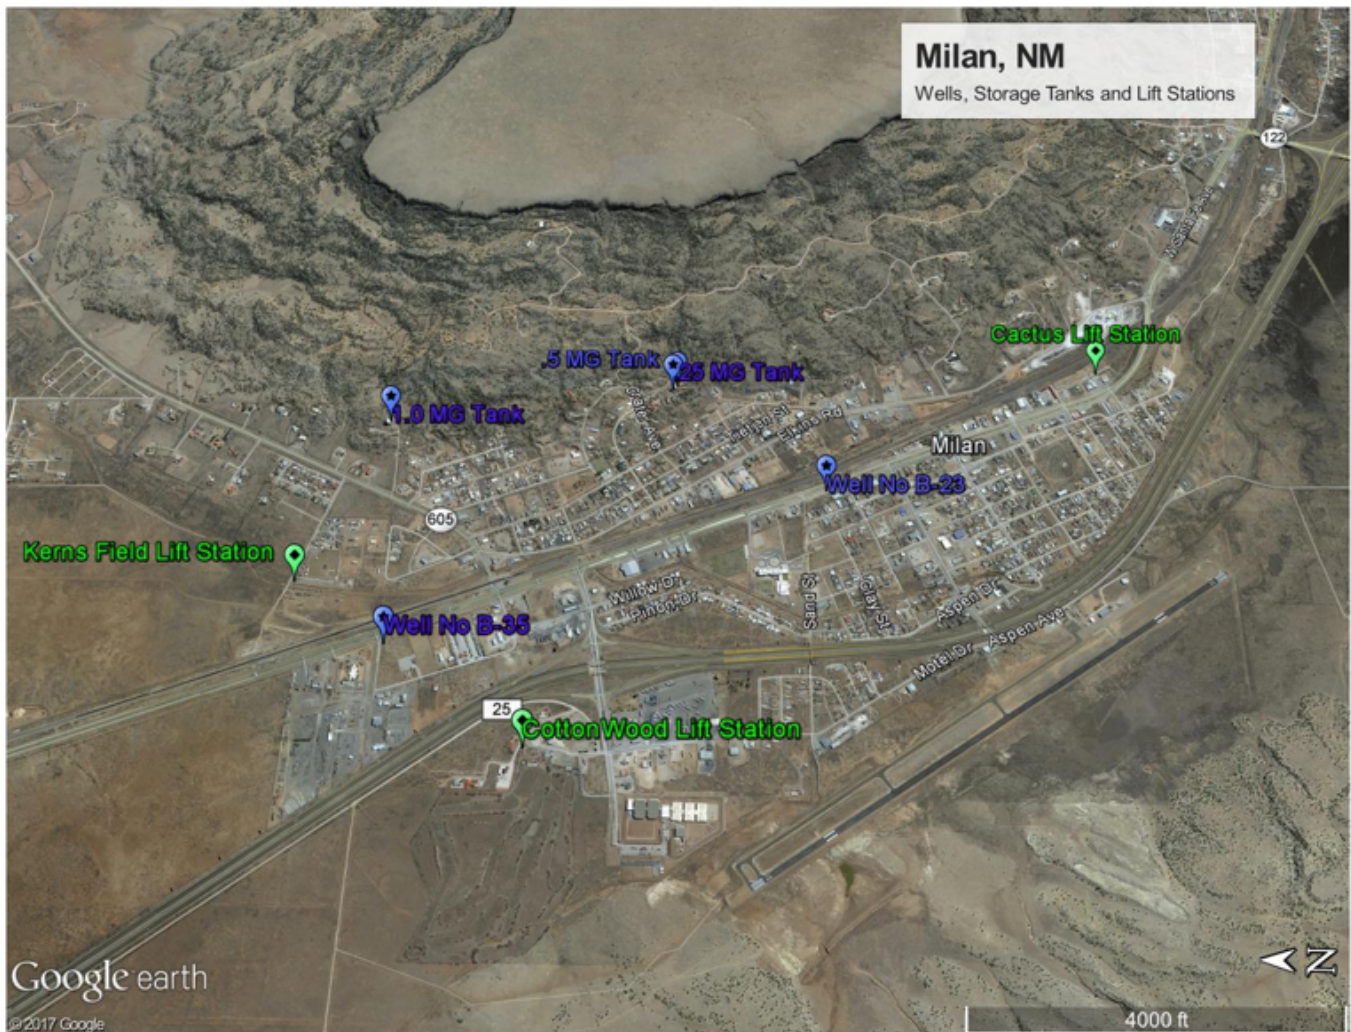 Milan, NM
Wells, Storage Tanks and Lift Stations
122
W Santa Fe Ave
Cactus Lift Station
.5 MG Tank
25 MG Tank
1.0 MG Tank
Elkins Rd
Milan
Well No B-23
605
Kerns Field Lift Station
Willow Dr
Pinon Dr
Sand St
Clay St
Aspen Dr
Well No B-35
Motel Dr
Aspen Ave
25
CottonWood Lift Station
Google earth
N
© 2017 Google
4000 ft